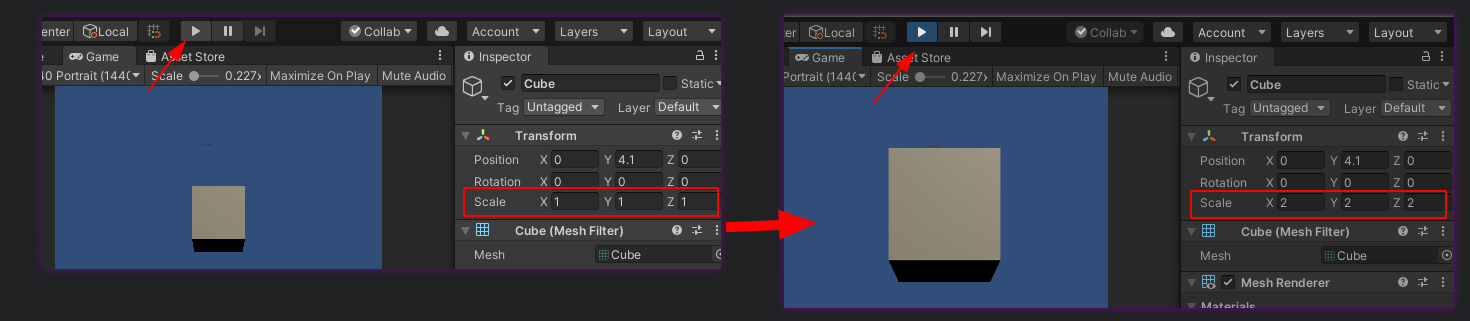 enter Local Collab Account Layers Layout
Game Asset Store Inspector
40 Portrait (144( Scale 0.227x Maximize On Play Mute Audio
Cube Static
Tag Untagged Layer Default
Transform
Position X 0 Y 4.1 Z 0
Rotation X 0 Y 0 Z 0
Scale X 1 Y 1 Z 1
Cube (Mesh Filter)
Mesh Cube
ter Local Collab Account Layers Layout
Game Asset Store Inspector
Portrait (144( Scale 0.227x Maximize On Play Mute Audio
Cube Static
Tag Untagged Layer Default
Transform
Position X 0 Y 4.1 Z 0
Rotation X 0 Y 0 Z 0
Scale X 2 Y 2 Z 2
Cube (Mesh Filter)
Mesh Cube
Mesh Renderer
Materials